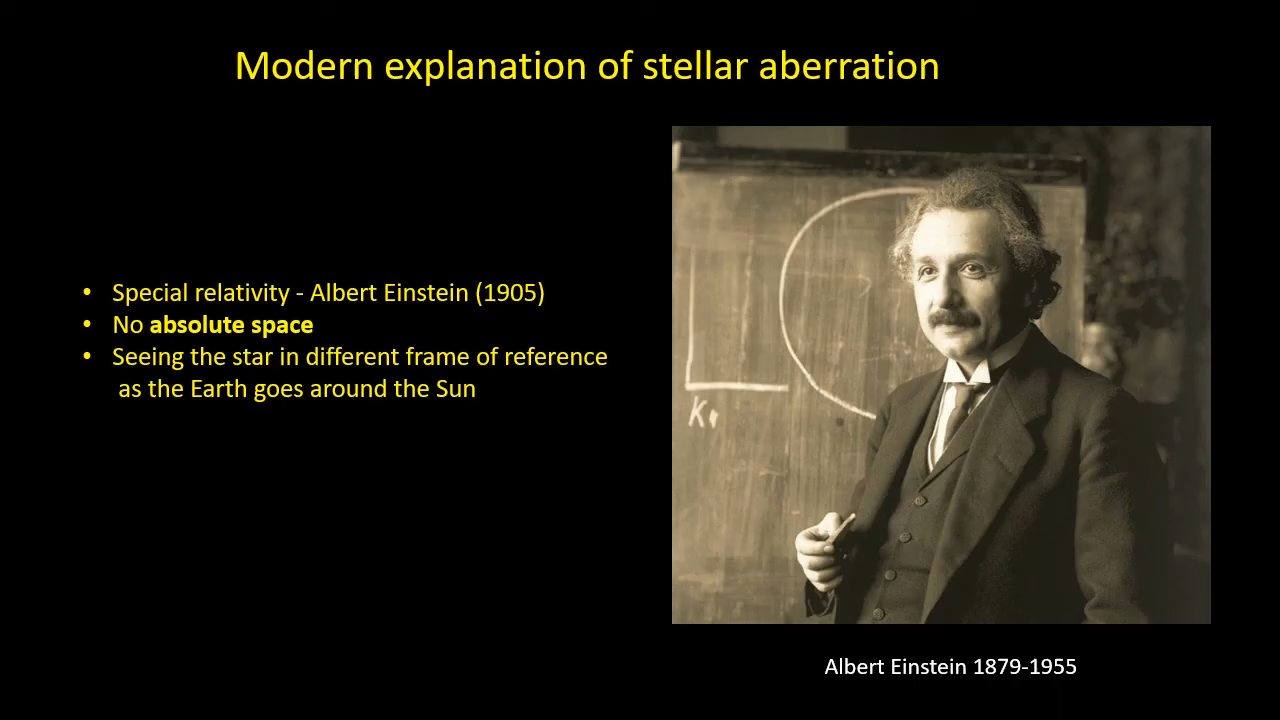 Modern explanation of stellar aberration
• Special relativity - Albert Einstein (1905)
• No absolute space
• Seeing the star in different frame of reference
as the Earth goes around the Sun
Albert Einstein 1879-1955